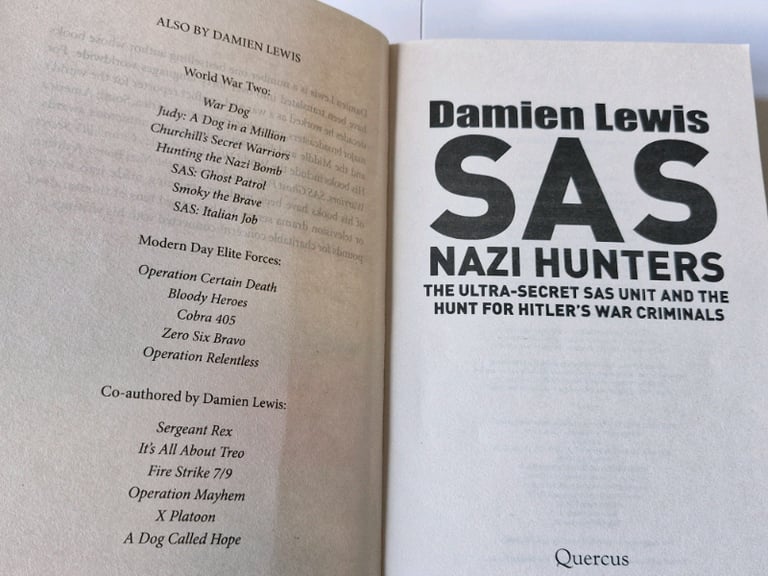 ALSO BY DAMIEN LEWIS
World War Two:
War Dog
Judy: A Dog in a Million
Churchill's Secret Warriors
Hunting the Nazi Bomb
SAS: Ghost Patrol
Smoky the Brave
SAS: Italian Job
Modern Day Elite Forces:
Operation Certain Death
Bloody Heroes
Cobra 405
Zero Six Bravo
Operation Relentless
Co-authored by Damien Lewis:
Sergeant Rex
It's All About Treo
Fire Strike 7/9
Operation Mayhem
X Platoon
A Dog Called Hope
Damien Lewis
SAS
NAZI HUNTERS
THE ULTRA-SECRET SAS UNIT AND THE
HUNT FOR HITLER'S WAR CRIMINALS
Quercus